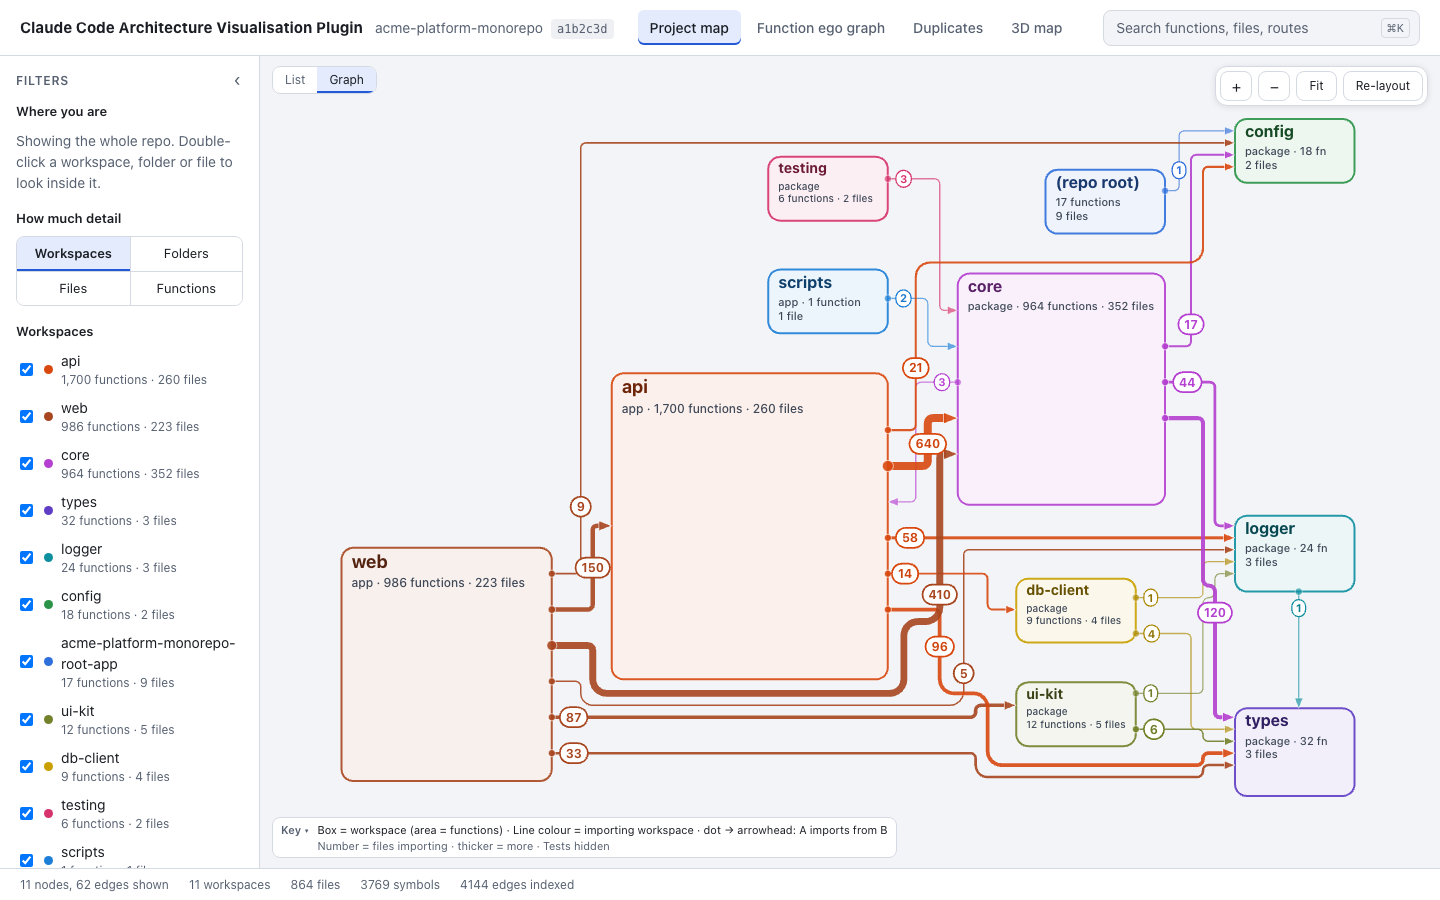 Claude Code Architecture Visualisation Plugin
acme-platform-monorepo
a1b2c3d
Project map
Function ego graph
Duplicates
3D map
Search functions, files, routes
⌘K
FILTERS
Where you are
Showing the whole repo. Double-
click a workspace, folder or file to
look inside it.
How much detail
Workspaces
Folders
Files
Functions
Workspaces
api
1,700 functions · 260 files
web
986 functions · 223 files
core
964 functions · 352 files
types
32 functions · 3 files
logger
24 functions · 3 files
config
18 functions · 2 files
acme-platform-monorepo-
root-app
17 functions · 9 files
ui-kit
12 functions · 5 files
db-client
9 functions · 4 files
testing
6 functions · 2 files
scripts
List
Graph
+
−
Fit
Re-layout
config
package · 18 fn
2 files
testing
package
6 functions · 2 files
3
1
(repo root)
17 functions
9 files
scripts
app · 1 function
1 file
2
core
package · 964 functions · 352 files
17
21
3
44
api
app · 1,700 functions · 260 files
640
9
150
58
14
410
96
5
logger
package · 24 fn
3 files
1
db-client
package
9 functions · 4 files
1
4
120
web
app · 986 functions · 223 files
87
33
ui-kit
package
12 functions · 5 files
1
6
types
package · 32 fn
3 files
Key ▾ Box = workspace (area = functions) · Line colour = importing workspace · dot → arrowhead: A imports from B
Number = files importing · thicker = more · Tests hidden
11 nodes, 62 edges shown
11 workspaces
864 files
3769 symbols
4144 edges indexed